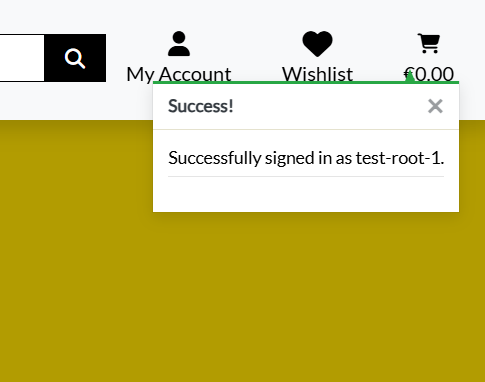 My Account Wishlist €0.00
Success! ×
Successfully signed in as test-root-1.